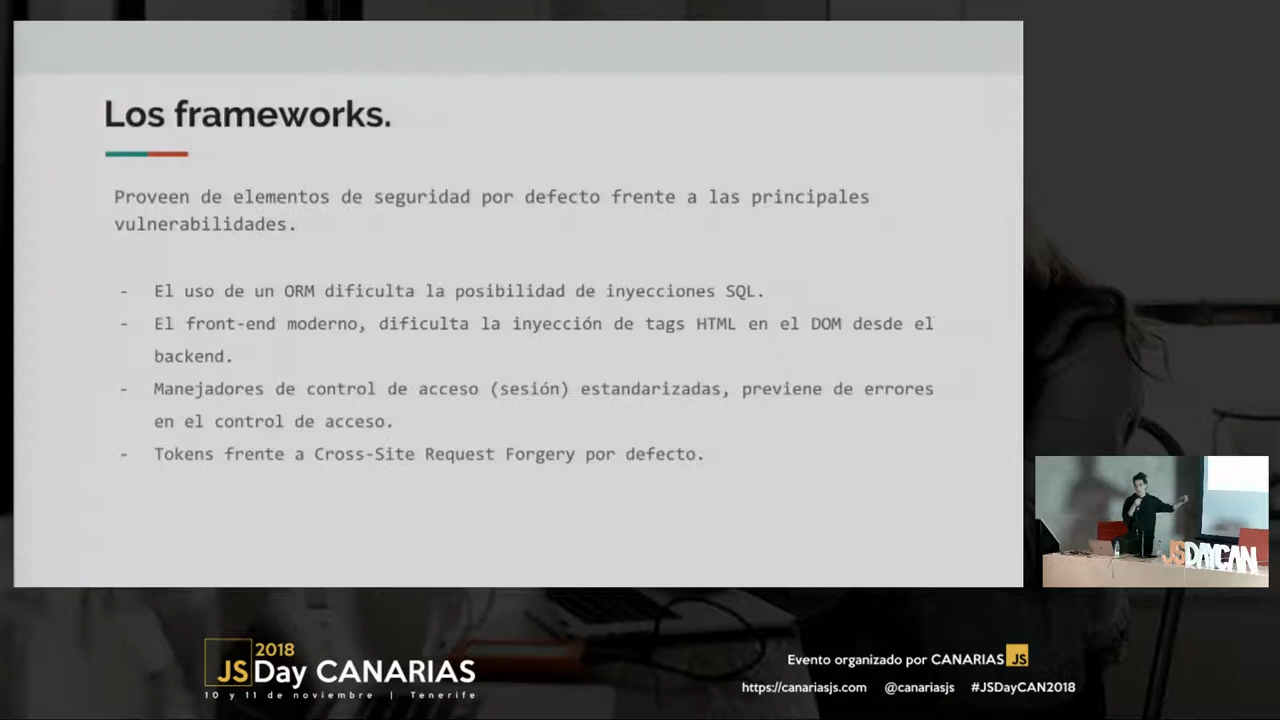 Los frameworks.
Proveen de elementos de seguridad por defecto frente a las principales
vulnerabilidades.
- El uso de un ORM dificulta la posibilidad de inyecciones SQL.
- El front-end moderno, dificulta la inyección de tags HTML en el DOM desde el
backend.
- Manejadores de control de acceso (sesión) estandarizadas, previene de errores
en el control de acceso.
- Tokens frente a Cross-Site Request Forgery por defecto.
JSDAYCAN
2018
JSDay CANARIAS
10 y 11 de noviembre | Tenerife
Evento organizado por CANARIAS JS
https://canariasjs.com @canariasjs #JSDayCAN2018